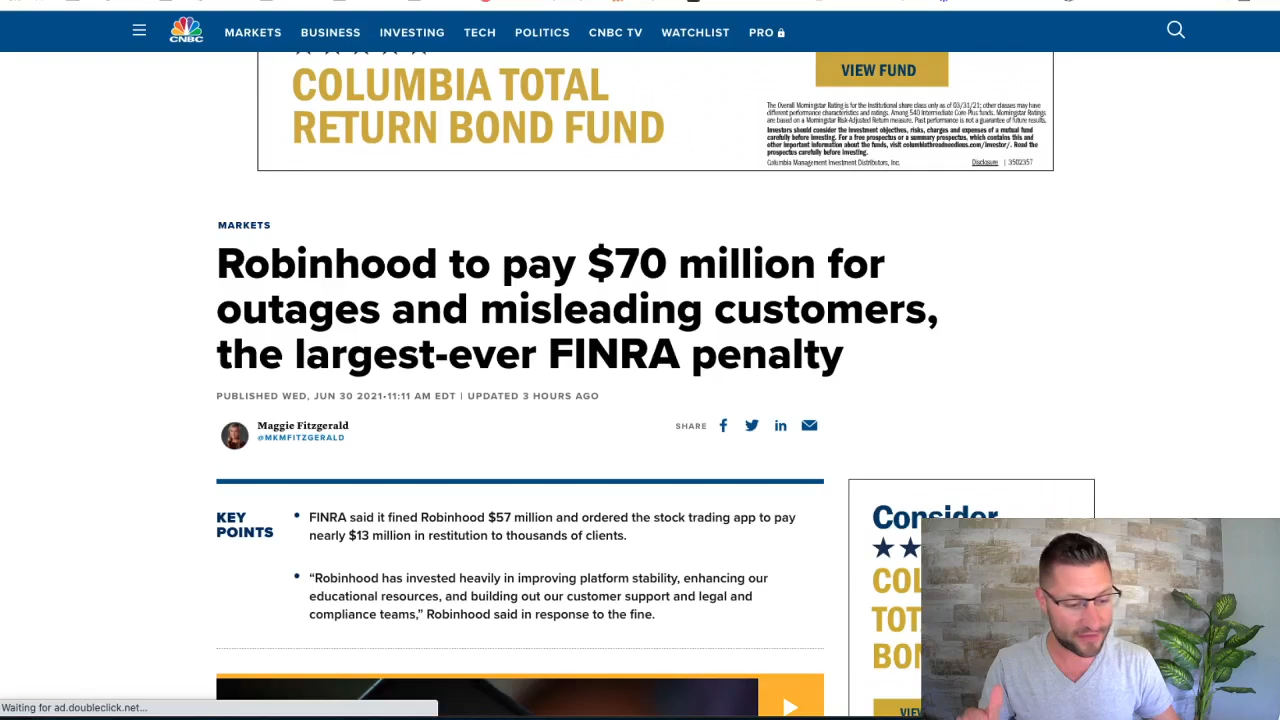 CNBC
MARKETS BUSINESS INVESTING TECH POLITICS CNBC TV WATCHLIST PRO
COLUMBIA TOTAL
RETURN BOND FUND
VIEW FUND
The Overall Morningstar Rating is for the institutional share class only as of 03/31/21; other classes may have
different performance characteristics and ratings. Among 540 Intermediate Core Plus funds. Morningstar Ratings
are based on a Morningstar Risk-Adjusted Return measure. Past performance is not a guarantee of future results.
Investors should consider the investment objectives, risks, charges and expenses of a mutual fund
carefully before investing. For a free prospectus or a summary prospectus, which contains this and
other important information about the funds, visit columbiathreadneedleus.com/investor/. Read the
prospectus carefully before investing.
Columbia Management Investment Distributors, Inc. Disclosure | 3502357
MARKETS
Robinhood to pay $70 million for
outages and misleading customers,
the largest-ever FINRA penalty
PUBLISHED WED, JUN 30 2021•11:11 AM EDT | UPDATED 3 HOURS AGO
Maggie Fitzgerald
@MKMFITZGERALD
SHARE
KEY
POINTS
• FINRA said it fined Robinhood $57 million and ordered the stock trading app to pay
nearly $13 million in restitution to thousands of clients.
• “Robinhood has invested heavily in improving platform stability, enhancing our
educational resources, and building out our customer support and legal and
compliance teams,” Robinhood said in response to the fine.
Consider
COL
TOT
BON
VIEW
Waiting for ad.doubleclick.net...